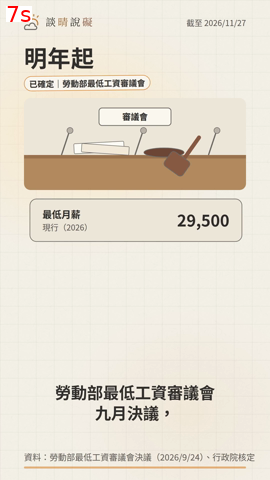 7s
談晴說礙
截至 2026/11/27
明年起
已確定｜勞動部最低工資審議會
審議會
最低月薪
現行（2026）
29,500
勞動部最低工資審議會
九月決議，
資料：勞動部最低工資審議會決議（2026/9/24）、行政院核定